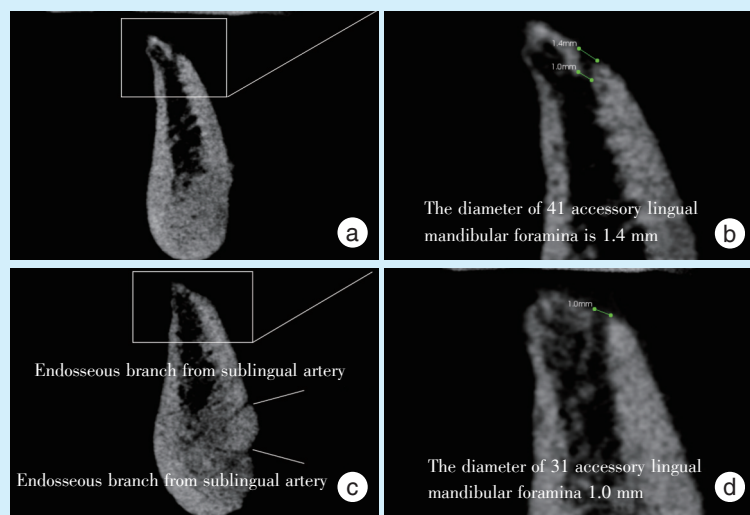 a
1.4mm
1.0mm
The diameter of 41 accessory lingual
mandibular foramina is 1.4 mm
b
Endosseous branch from sublingual artery
Endosseous branch from sublingual artery
c
1.0mm
The diameter of 31 accessory lingual
mandibular foramina 1.0 mm
d